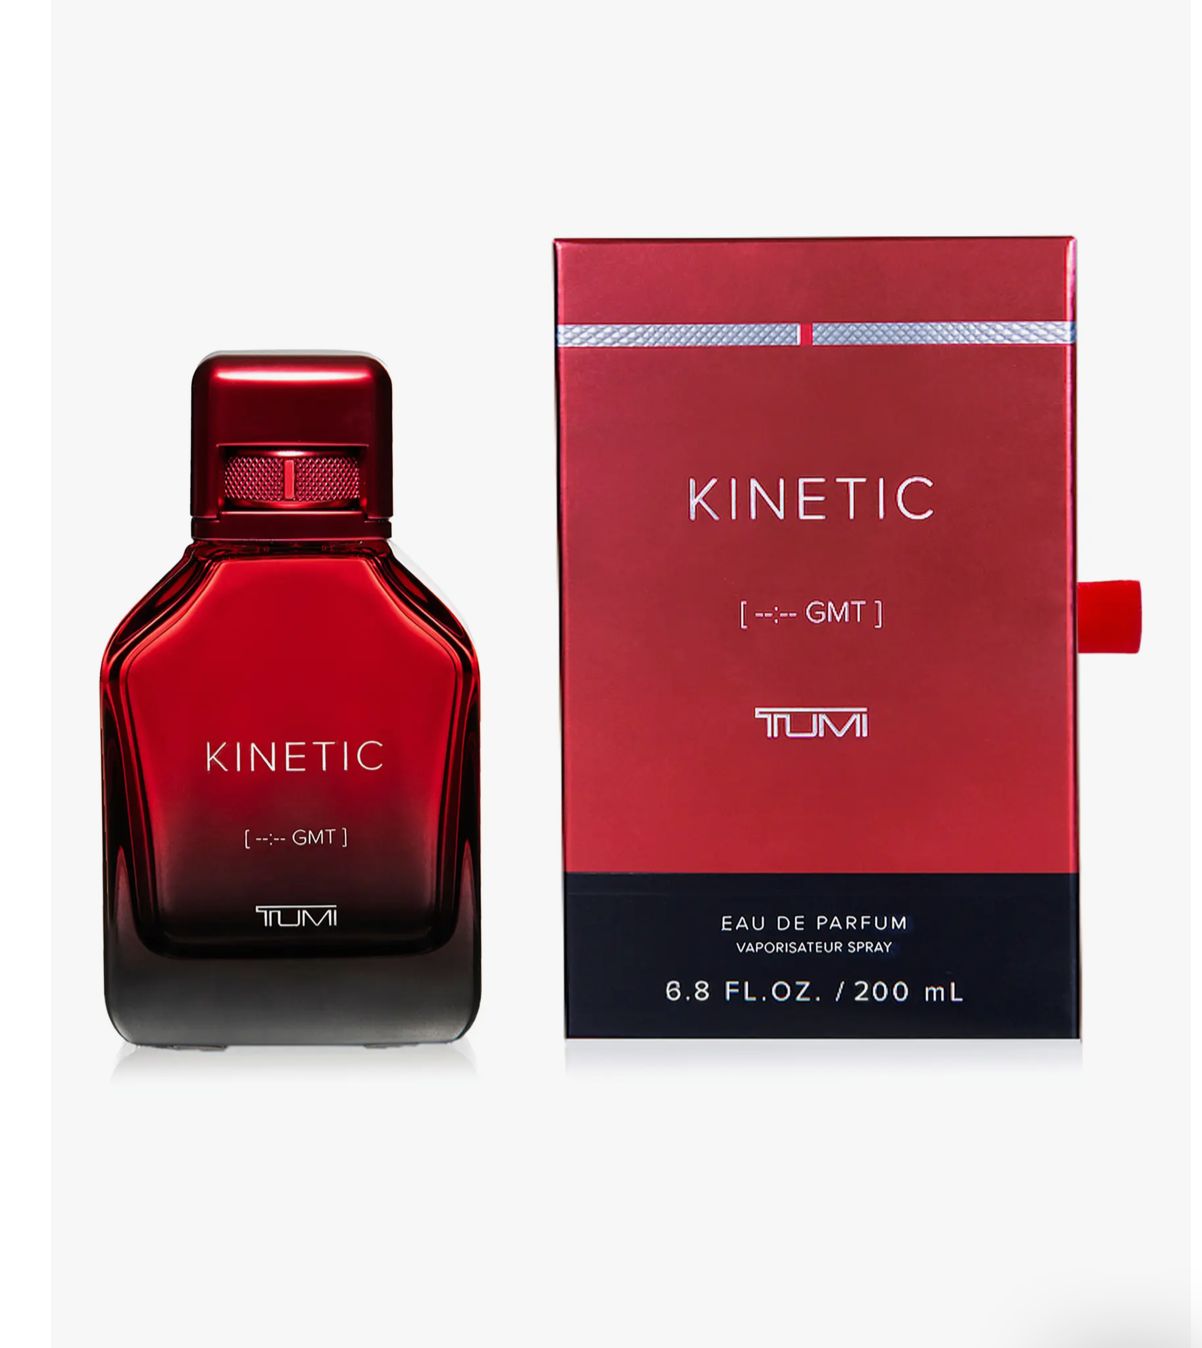 KINETIC
[ --:-- GMT ]
TUMI
KINETIC
[ --:-- GMT ]
TUMI
EAU DE PARFUM
VAPORISATEUR SPRAY
6.8 FL.OZ. / 200 mL